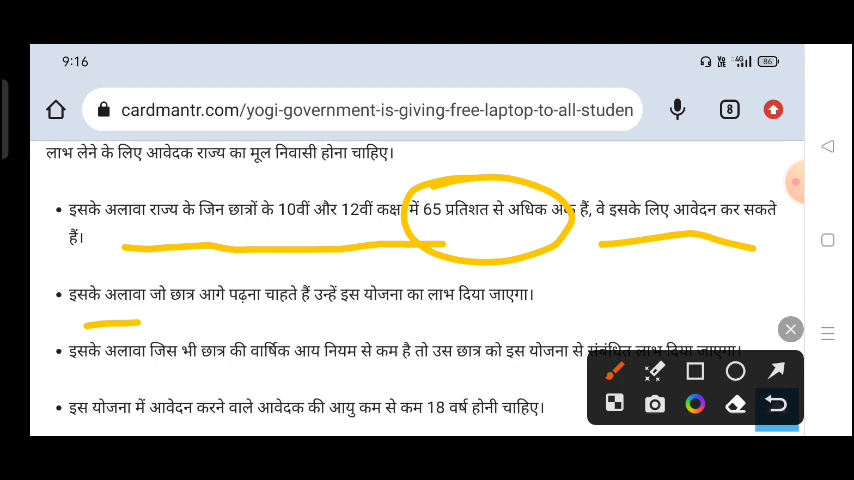 9:16
VoLTE 4G 86
cardmantr.com/yogi-government-is-giving-free-laptop-to-all-studen
8
लाभ लेने के लिए आवेदक राज्य का मूल निवासी होना चाहिए।
• इसके अलावा राज्य के जिन छात्रों के 10वीं और 12वीं कक्षा में 65 प्रतिशत से अधिक अंक हैं, वे इसके लिए आवेदन कर सकते
हैं।
• इसके अलावा जो छात्र आगे पढ़ना चाहते हैं उन्हें इस योजना का लाभ दिया जाएगा।
• इसके अलावा जिस भी छात्र की वार्षिक आय नियम से कम है तो उस छात्र को इस योजना से संबंधित लाभ दिया जाएगा।
• इस योजना में आवेदन करने वाले आवेदक की आयु कम से कम 18 वर्ष होनी चाहिए।